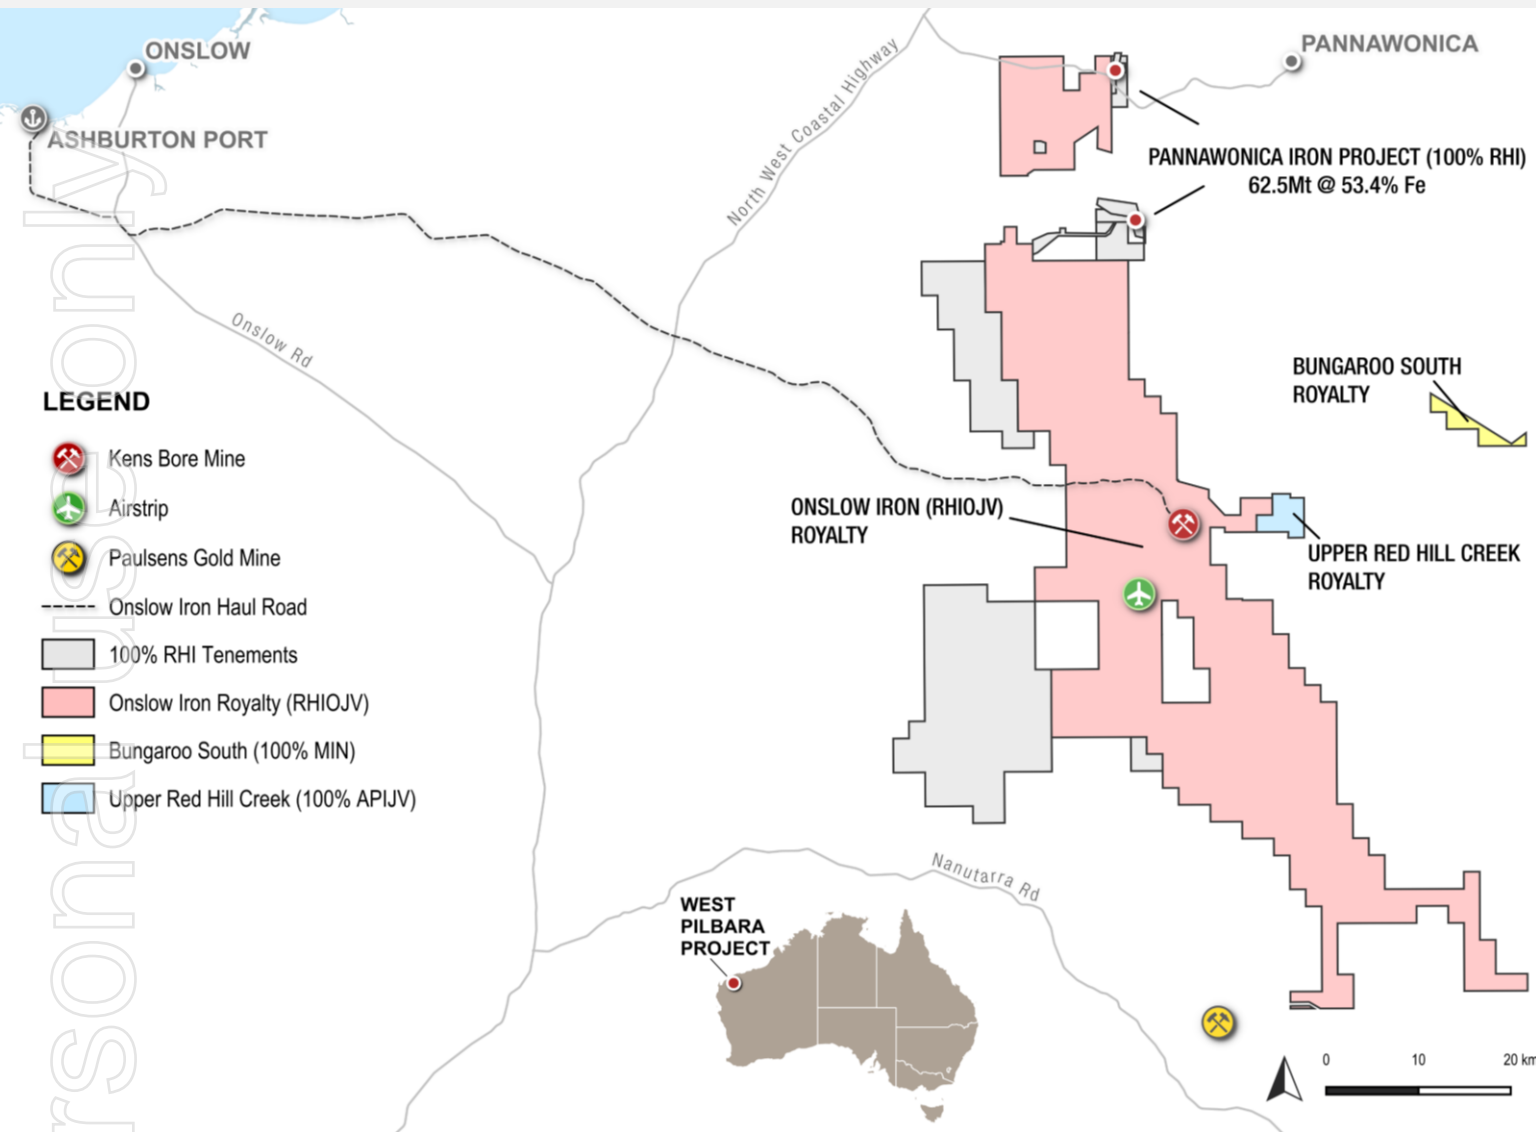 ONSLOW
PANNAWONICA
ASHBURTON PORT
North West Coastal Highway
PANNAWONICA IRON PROJECT (100% RHI)
62.5Mt @ 53.4% Fe
Onslow Rd
BUNGAROO SOUTH
ROYALTY
LEGEND
Kens Bore Mine
Airstrip
Paulsens Gold Mine
Onslow Iron Haul Road
100% RHI Tenements
Onslow Iron Royalty (RHIOJV)
Bungaroo South (100% MIN)
Upper Red Hill Creek (100% APIJV)
ONSLOW IRON (RHIOJV)
ROYALTY
UPPER RED HILL CREEK
ROYALTY
Nanutarra Rd
WEST
PILBARA
PROJECT
0 10 20 km
rsonal use only